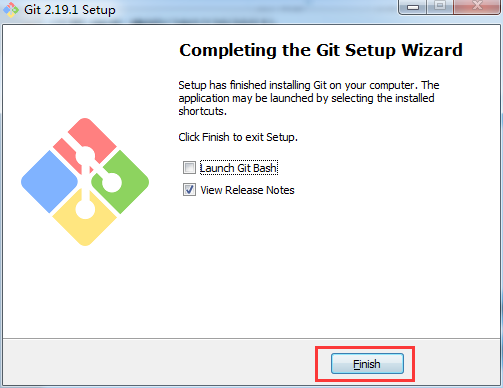 Git 2.19.1 Setup
Completing the Git Setup Wizard
Setup has finished installing Git on your computer. The
application may be launched by selecting the installed
shortcuts.
Click Finish to exit Setup.
Launch Git Bash
View Release Notes
Finish